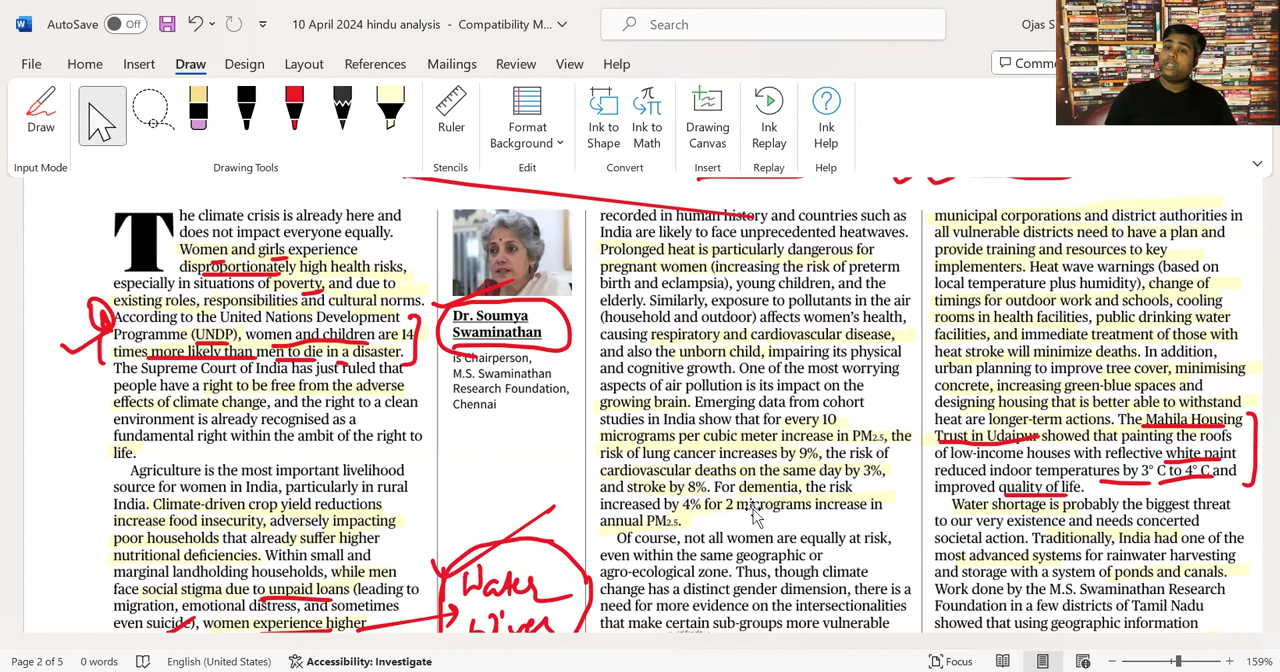 AutoSave
Off
10 April 2024 hindu analysis - Compatibility M...
Search
Ojas S
File
Home
Insert
Draw
Design
Layout
References
Mailings
Review
View
Help
Draw
Ruler
Format
Background
Ink to
Shape
Ink to
Math
Drawing
Canvas
Ink
Replay
Ink
Help
Input Mode
Drawing Tools
Stencils
Edit
Convert
Insert
Replay
Help
The climate crisis is already here and
does not impact everyone equally.
Women and girls experience
disproportionately high health risks,
especially in situations of poverty, and due to
existing roles, responsibilities and cultural norms.
According to the United Nations Development
Programme (UNDP), women and children are 14
times more likely than men to die in a disaster.
The Supreme Court of India has just ruled that
people have a right to be free from the adverse
effects of climate change, and the right to a clean
environment is already recognised as a
fundamental right within the ambit of the right to
life.
Agriculture is the most important livelihood
source for women in India, particularly in rural
India. Climate-driven crop yield reductions
increase food insecurity, adversely impacting
poor households that already suffer higher
nutritional deficiencies. Within small and
marginal landholding households, while men
face social stigma due to unpaid loans (leading to
migration, emotional distress, and sometimes
even suicide), women experience higher
Dr. Soumya
Swaminathan
is Chairperson,
M.S. Swaminathan
Research Foundation,
Chennai
Water
Wives
recorded in human history and countries such as
India are likely to face unprecedented heatwaves.
Prolonged heat is particularly dangerous for
pregnant women (increasing the risk of preterm
birth and eclampsia), young children, and the
elderly. Similarly, exposure to pollutants in the air
(household and outdoor) affects women's health,
causing respiratory and cardiovascular disease,
and also the unborn child, impairing its physical
and cognitive growth. One of the most worrying
aspects of air pollution is its impact on the
growing brain. Emerging data from cohort
studies in India show that for every 10
micrograms per cubic meter increase in PM2.5, the
risk of lung cancer increases by 9%, the risk of
cardiovascular deaths on the same day by 3%,
and stroke by 8%. For dementia, the risk
increased by 4% for 2 micrograms increase in
annual PM2.5.
Of course, not all women are equally at risk,
even within the same geographic or
agro-ecological zone. Thus, though climate
change has a distinct gender dimension, there is a
need for more evidence on the intersectionalities
that make certain sub-groups more vulnerable
municipal corporations and district authorities in
all vulnerable districts need to have a plan and
provide training and resources to key
implementers. Heat wave warnings (based on
local temperature plus humidity), change of
timings for outdoor work and schools, cooling
rooms in health facilities, public drinking water
facilities, and immediate treatment of those with
heat stroke will minimize deaths. In addition,
urban planning to improve tree cover, minimising
concrete, increasing green-blue spaces and
designing housing that is better able to withstand
heat are longer-term actions. The Mahila Housing
Trust in Udaipur showed that painting the roofs
of low-income houses with reflective white paint
reduced indoor temperatures by 3° C to 4° C and
improved quality of life.
Water shortage is probably the biggest threat
to our very existence and needs concerted
societal action. Traditionally, India had one of the
most advanced systems for rainwater harvesting
and storage with a system of ponds and canals.
Work done by the M.S. Swaminathan Research
Foundation in a few districts of Tamil Nadu
showed that using geographic information
Page 2 of 5
0 words
English (United States)
Accessibility: Investigate
Focus
159%